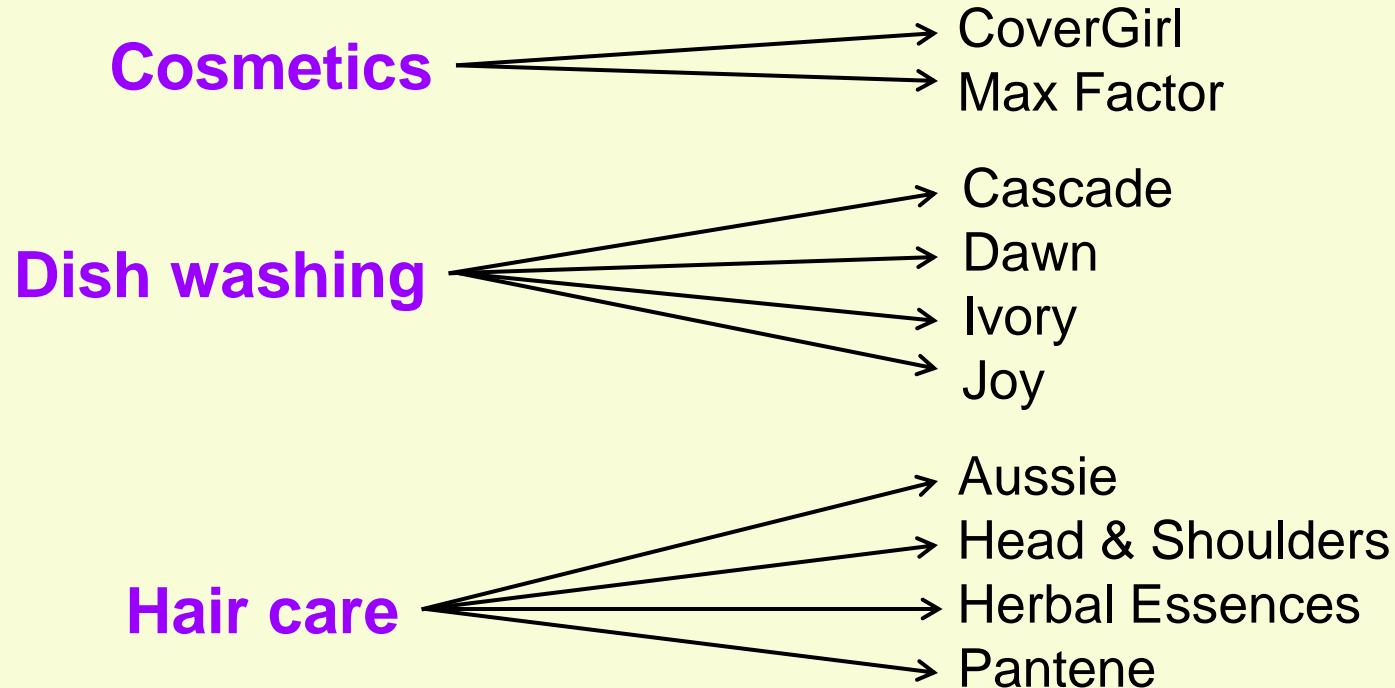 Cosmetics
CoverGirl
Max Factor
Dish washing
Cascade
Dawn
Ivory
Joy
Hair care
Aussie
Head & Shoulders
Herbal Essences
Pantene